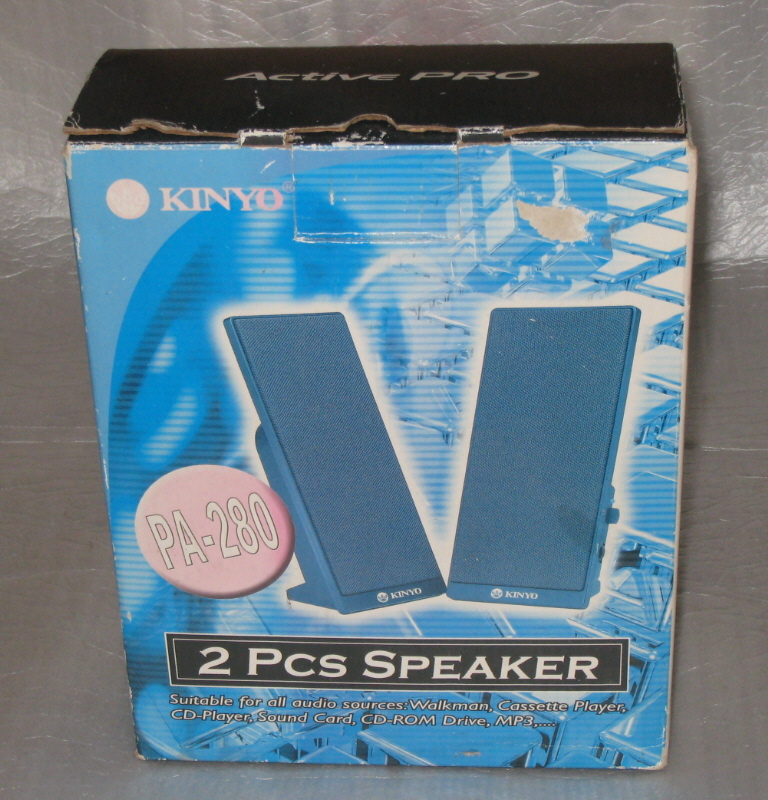 Active PRO
KINYO®
PA-280
KINYO
KINYO
2 PCS SPEAKER
Suitable for all audio sources:Walkman, Cassette Player,
CD-Player, Sound Card, CD-ROM Drive, MP3,....